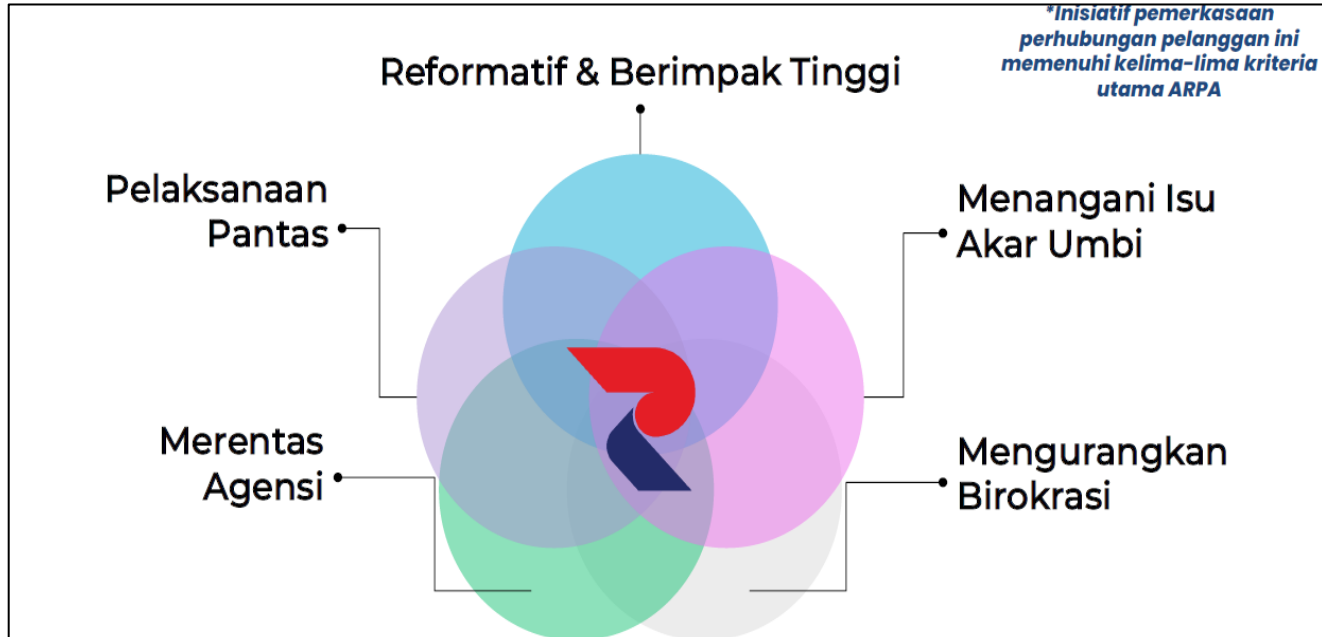 *Inisiatif pemerkasaan
perhubungan pelanggan ini
memenuhi kelima-lima kriteria
utama ARPA
Reformatif & Berimpak Tinggi
Pelaksanaan
Pantas
Menangani Isu
Akar Umbi
Merentas
Agensi
Mengurangkan
Birokrasi